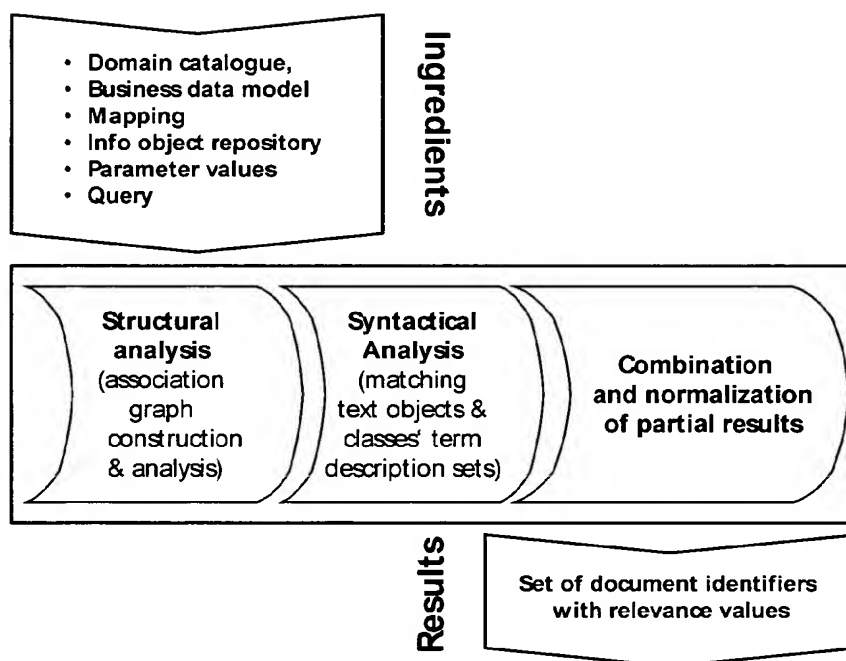 • Domain catalogue,
• Business data model
• Mapping
• Info object repository
• Parameter values
• Query
Ingredients
Structural
analysis
(association
graph
construction
& analysis)
Syntactical
Analysis
(matching
text objects &
classes' term
description sets)
Combination
and normalization
of partial results
Results
Set of document identifiers
with relevance values